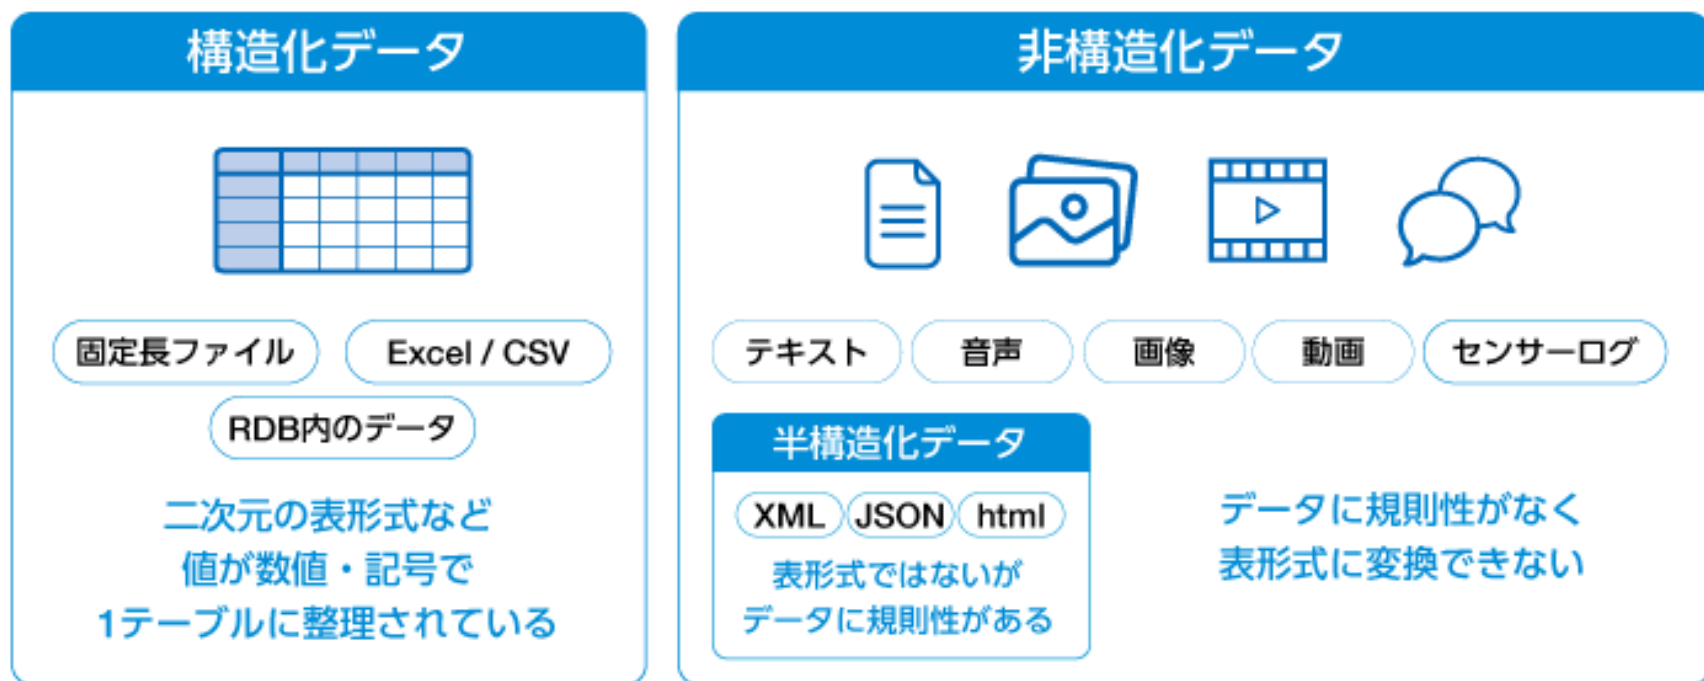 構造化データ
固定長ファイル
Excel / CSV
RDB内のデータ
二次元の表形式など
値が数値・記号で
1テーブルに整理されている
非構造化データ
テキスト
音声
画像
動画
センサーログ
半構造化データ
XML
JSON
html
表形式ではないが
データに規則性がある
データに規則性がなく
表形式に変換できない